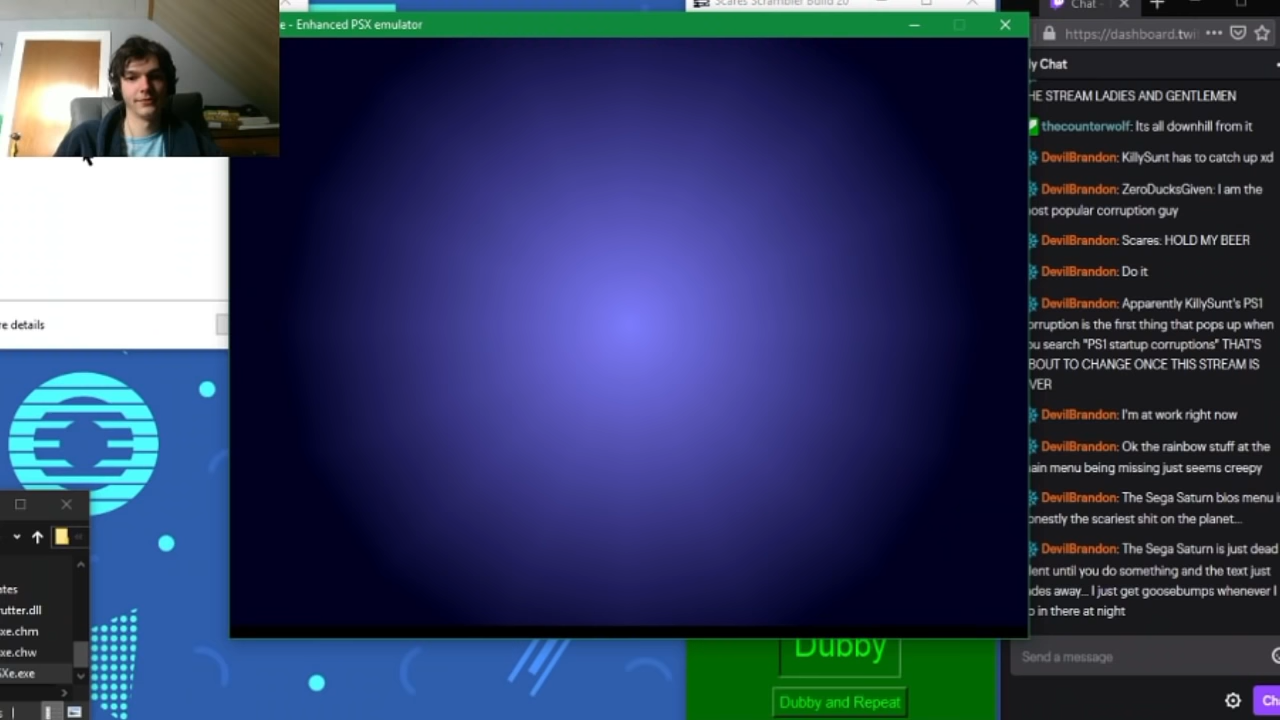 e - Enhanced PSX emulator
Scares Scrambler Build 20
Chat -
https://dashboard.twi
y Chat
HE STREAM LADIES AND GENTLEMEN
thecounterwolf: Its all downhill from it
DevilBrandon: KillySunt has to catch up xd
DevilBrandon: ZeroDucksGiven: I am the
ost popular corruption guy
DevilBrandon: Scares: HOLD MY BEER
DevilBrandon: Do it
DevilBrandon: Apparently KillySunt's PS1
orruption is the first thing that pops up when
ou search "PS1 startup corruptions" THAT'S
BOUT TO CHANGE ONCE THIS STREAM IS
VER
DevilBrandon: I'm at work right now
DevilBrandon: Ok the rainbow stuff at the
ain menu being missing just seems creepy
DevilBrandon: The Sega Saturn bios menu i
onestly the scariest shit on the planet...
DevilBrandon: The Sega Saturn is just dead
lent until you do something and the text just
des away... I just get goosebumps whenever I
o in there at night
Send a message
Ch
re details
ates
rutter.dll
xe.chm
xe.chw
SXe.exe
Dubby
Dubby and Repeat